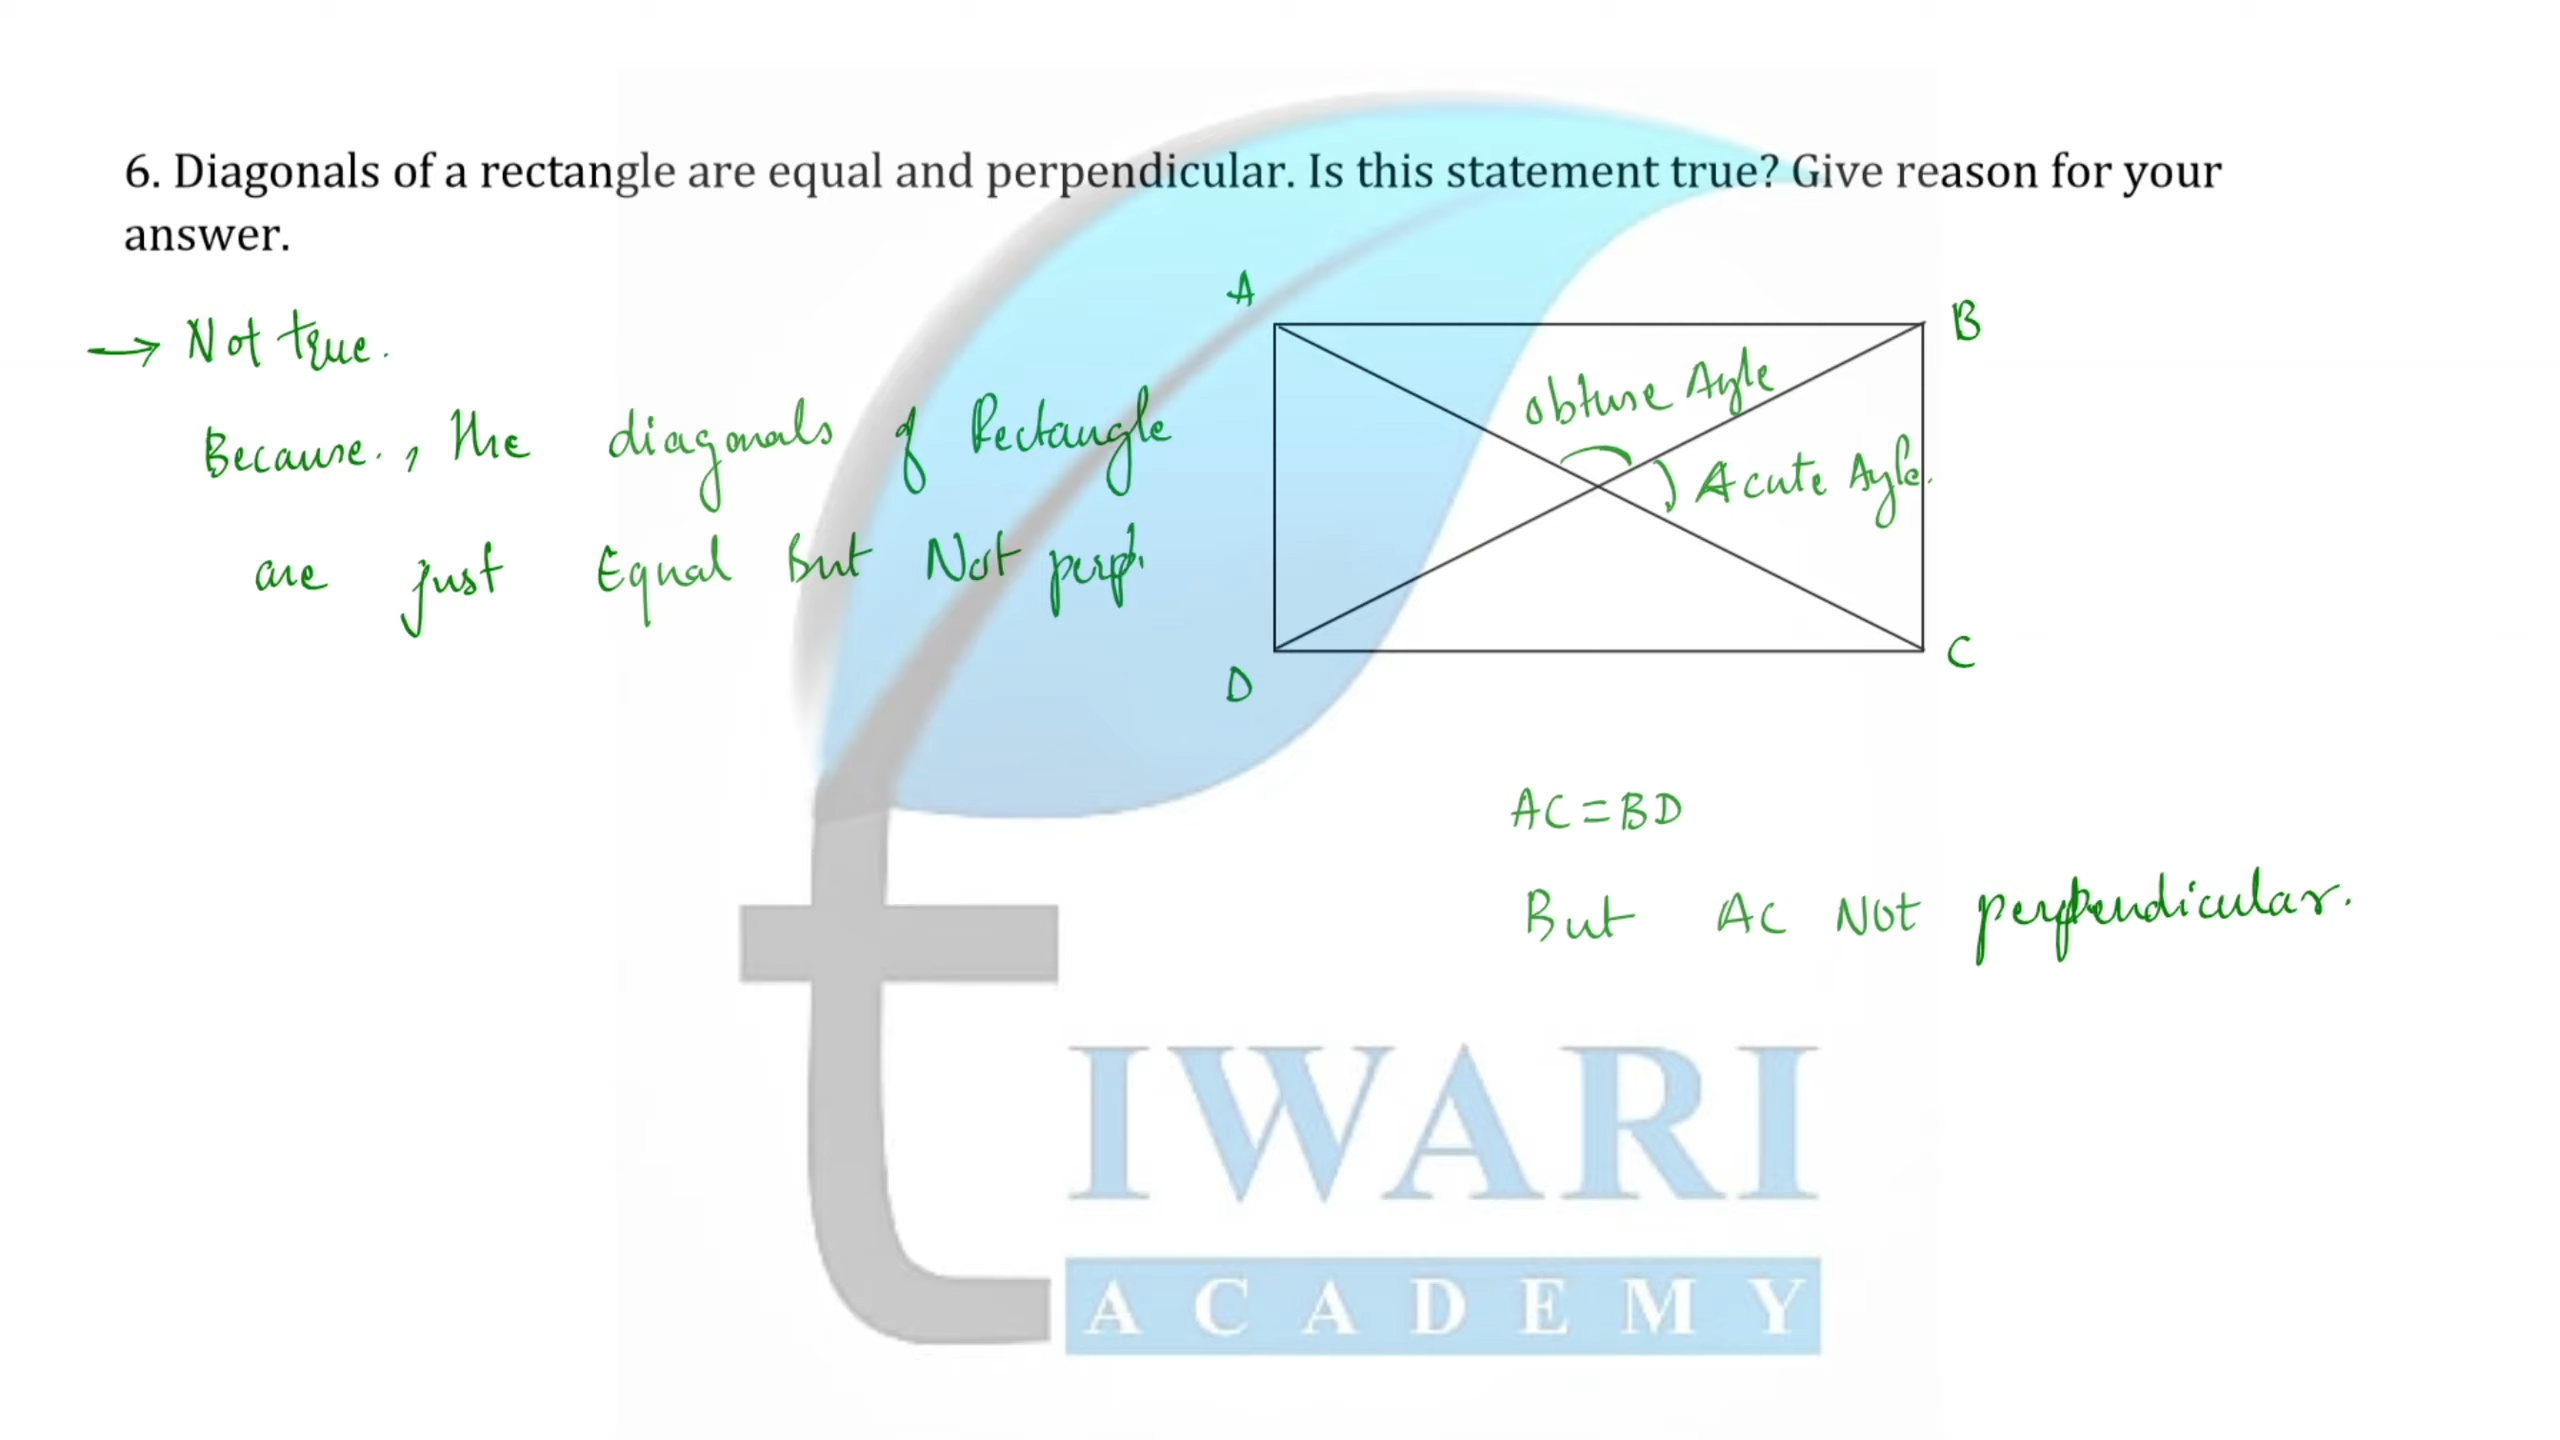 6. Diagonals of a rectangle are equal and perpendicular. Is this statement true? Give reason for your
answer.
→ Not true.
Because., the diagonals of Rectangle
are just Equal But Not perp.
A
B
obtuse Agle
Acute Agle.
D
C
AC=BD
But AC Not perpendicular.
tIWARI
ACADEMY